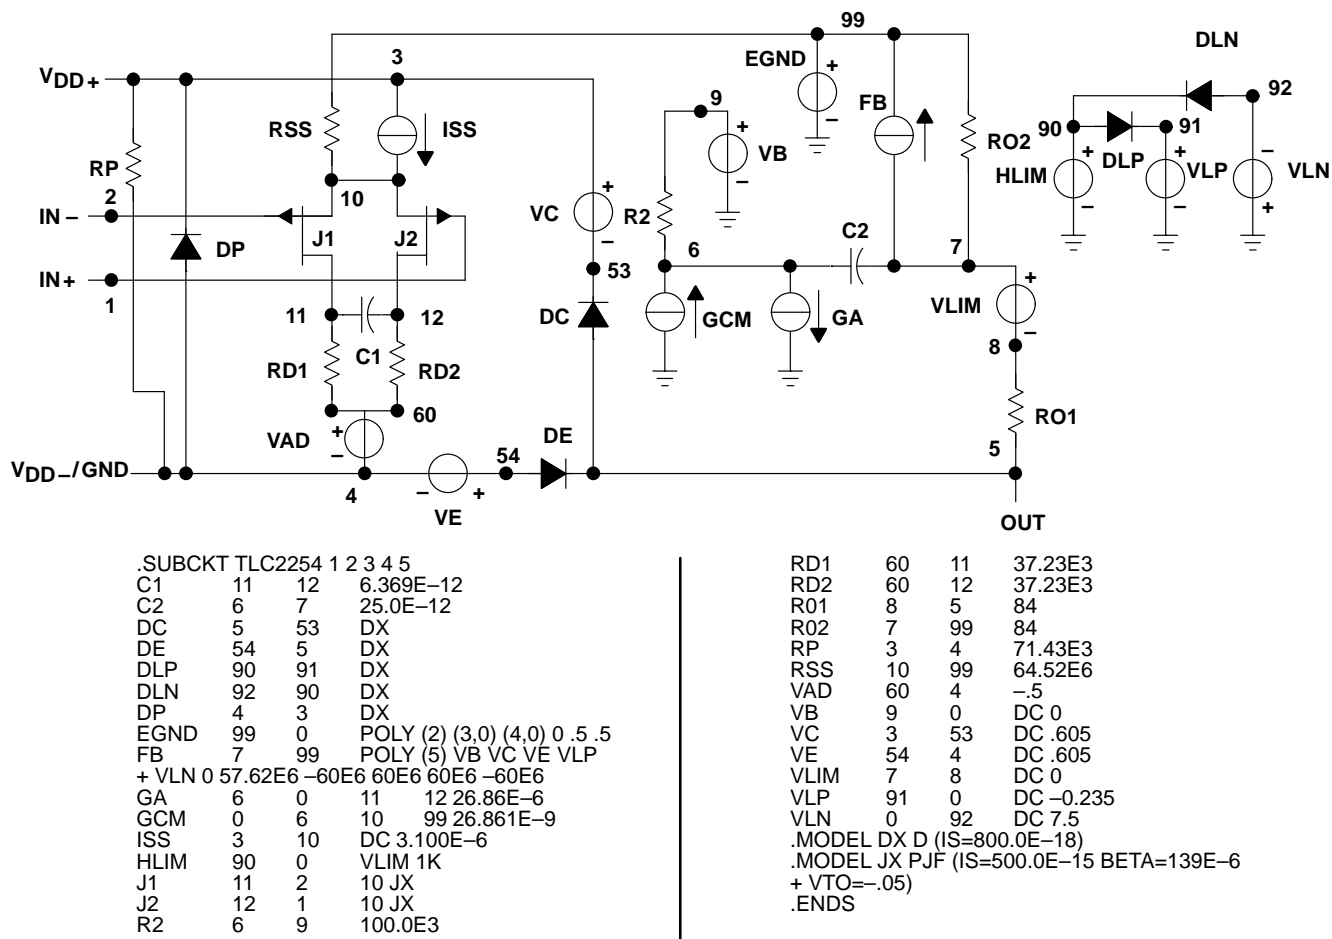 99
DLN
3
V DD +
EGND
+
–
9
FB
92
RSS
ISS
VB
+
–
RO2
90
91
DLP
+
–
HLIM
+
–
VLP
–
+
VLN
RP
2
10
IN –
J1
J2
DP
VC
+
–
R2
C2
6
7
IN+
1
53
11
12
C1
DC
GCM
GA
VLIM
+
–
8
RD1
RD2
60
VAD
+
–
RO1
DE
54
5
V DD –/GND
4
–
+
VE
OUT
.SUBCKT TLC2254 1 2 3 4 5
C1 11 12 6.369E–12
C2 6 7 25.0E–12
DC 5 53 DX
DE 54 5 DX
DLP 90 91 DX
DLN 92 90 DX
DP 4 3 DX
EGND 99 0 POLY (2) (3,0) (4,0) 0 .5 .5
FB 7 99 POLY (5) VB VC VE VLP
+ VLN 0 57.62E6 –60E6 60E6 60E6 –60E6
GA 6 0 11 12 26.86E–6
GCM 0 6 10 99 26.861E–9
ISS 3 10 DC 3.100E–6
HLIM 90 0 VLIM 1K
J1 11 2 10 JX
J2 12 1 10 JX
R2 6 9 100.0E3
RD1 60 11 37.23E3
RD2 60 12 37.23E3
R01 8 5 84
R02 7 99 84
RP 3 4 71.43E3
RSS 10 99 64.52E6
VAD 60 4 –.5
VB 9 0 DC 0
VC 3 53 DC .605
VE 54 4 DC .605
VLIM 7 8 DC 0
VLP 91 0 DC –0.235
VLN 0 92 DC 7.5
.MODEL DX D (IS=800.0E–18)
.MODEL JX PJF (IS=500.0E–15 BETA=139E–6
+ VTO=–.05)
.ENDS